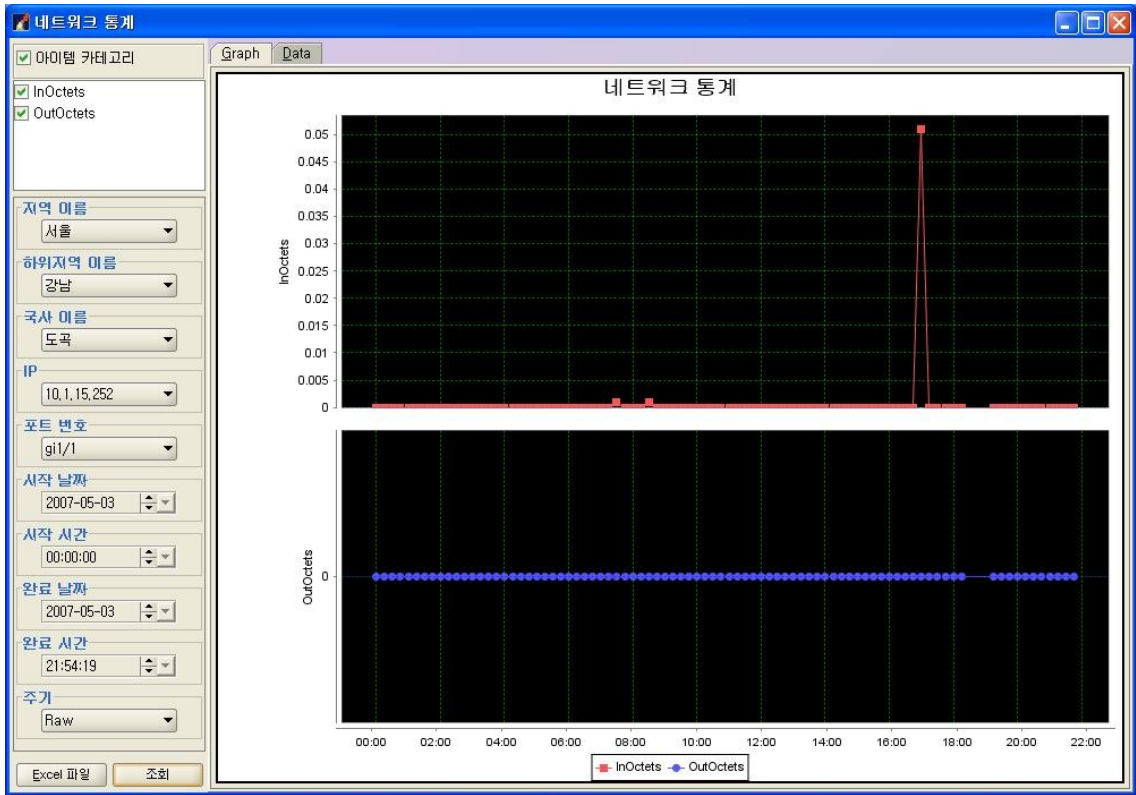 네트워크 통계
아이템 카테고리
InOctets
OutOctets
지역 이름
서울
하위지역 이름
강남
국사 이름
도곡
IP
10,1,15,252
포트 번호
gi1/1
시작 날짜
2007-05-03
시작 시간
00:00:00
완료 날짜
2007-05-03
완료 시간
21:54:19
주기
Raw
Excel 파일 조회
Graph Data
네트워크 통계
0.05
0.045
0.04
0.035
0.03
0.025
0.02
0.015
0.01
0.005
0
InOctets
0
OutOctets
00:00 02:00 04:00 06:00 08:00 10:00 12:00 14:00 16:00 18:00 20:00 22:00
InOctets OutOctets